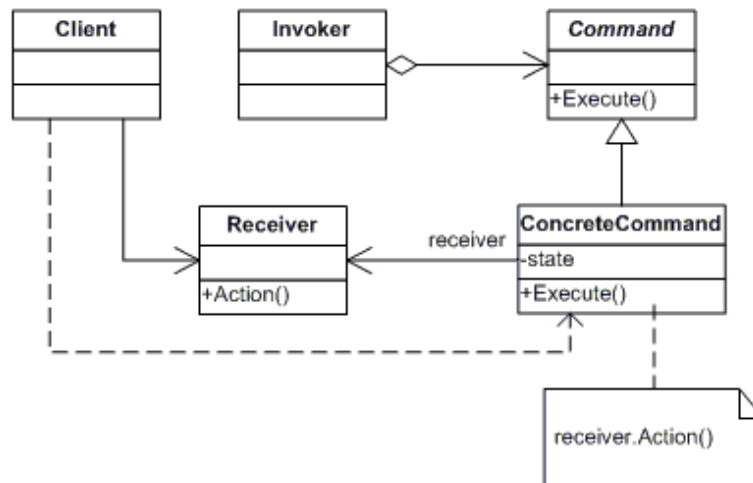 Client
Invoker
Command
+Execute()
Receiver
+Action()
receiver
ConcreteCommand
-state
+Execute()
receiver.Action()